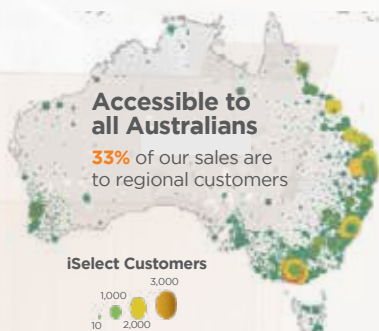 Accessible to
all Australians
33% of our sales are
to regional customers
iSelect Customers
3,000
1,000
10
2,000